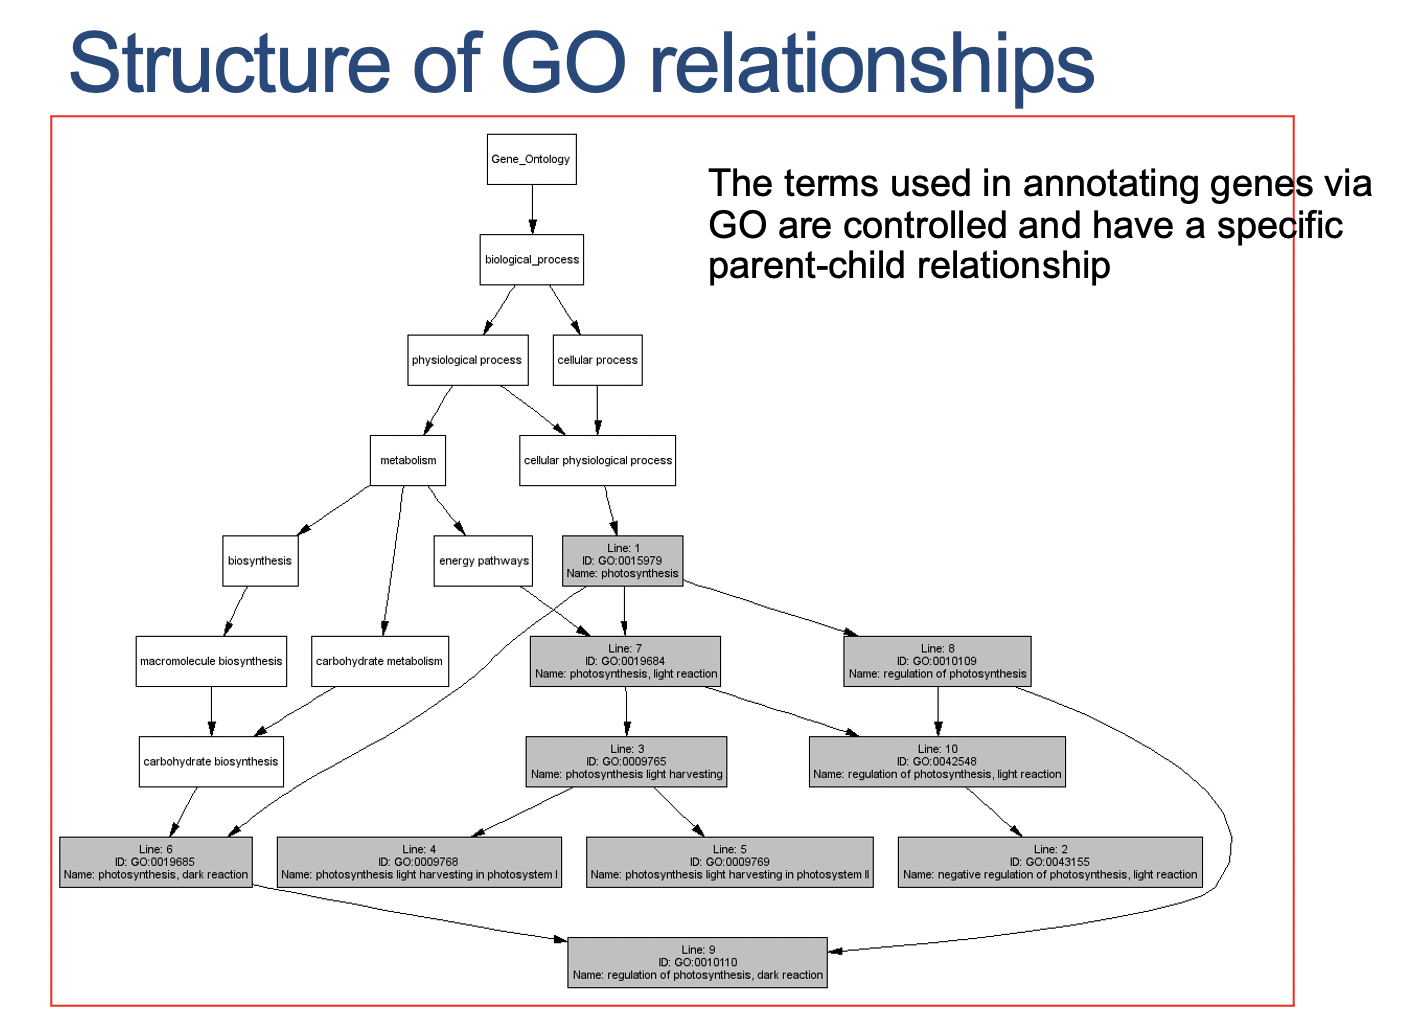 Structure of GO relationships
The terms used in annotating genes via
GO are controlled and have a specific
parent-child relationship
Gene_Ontology
biological_process
physiological process
cellular process
metabolism
cellular physiological process
biosynthesis
energy pathways
Line: 1
ID: GO:0015979
Name: photosynthesis
macromolecule biosynthesis
carbohydrate metabolism
Line: 7
ID: GO:0019684
Name: photosynthesis, light reaction
Line: 8
ID: GO:0010109
Name: regulation of photosynthesis
carbohydrate biosynthesis
Line: 3
ID: GO:0009765
Name: photosynthesis light harvesting
Line: 10
ID: GO:0042548
Name: regulation of photosynthesis, light reaction
Line: 6
ID: GO:0019685
Name: photosynthesis, dark reaction
Line: 4
ID: GO:0009768
Name: photosynthesis light harvesting in photosystem I
Line: 5
ID: GO:0009769
Name: photosynthesis light harvesting in photosystem II
Line: 2
ID: GO:0043155
Name: negative regulation of photosynthesis, light reaction
Line: 9
ID: GO:0010110
Name: regulation of photosynthesis, dark reaction